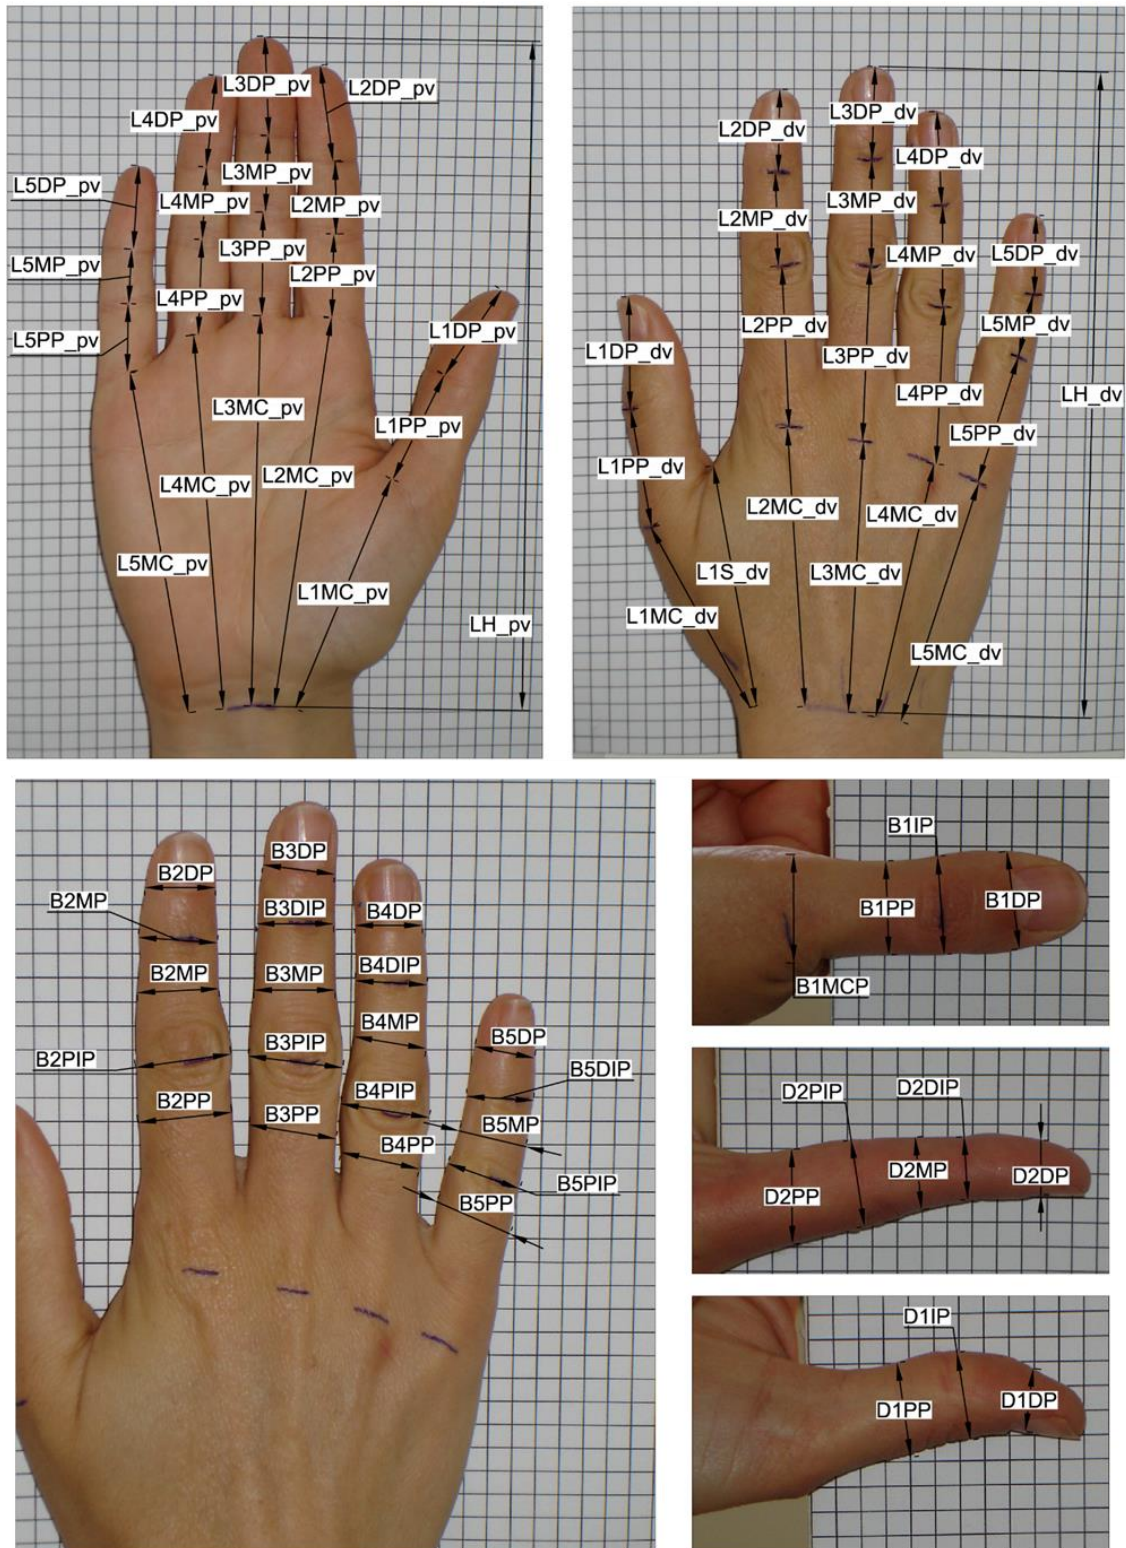 L3DP_pv
L2DP_pv
L4DP_pv
L3MP_pv
L5DP_pv
L4MP_pv
L2MP_pv
L3PP_pv
L5MP_pv
L2PP_pv
L4PP_pv
L5PP_pv
L1DP_pv
L3MC_pv
L1PP_pv
L4MC_pv
L2MC_pv
L5MC_pv
L1MC_pv
LH_pv
L3DP_dv
L2DP_dv
L4DP_dv
L3MP_dv
L2MP_dv
L4MP_dv
L5DP_dv
L2PP_dv
L5MP_dv
L3PP_dv
L1DP_dv
L4PP_dv
LH_dv
L5PP_dv
L1PP_dv
L2MC_dv
L4MC_dv
L1S_dv
L3MC_dv
L1MC_dv
L5MC_dv
B3DP
B2DP
B2MP
B3DIP
B4DP
B4DIP
B2MP
B3MP
B4MP
B5DP
B3PIP
B2PIP
B5DIP
B4PIP
B2PP
B3PP
B5MP
B4PP
B5PIP
B5PP
B1IP
B1PP
B1DP
B1MCP
D2PIP
D2DIP
D2MP
D2DP
D2PP
D1IP
D1PP
D1DP